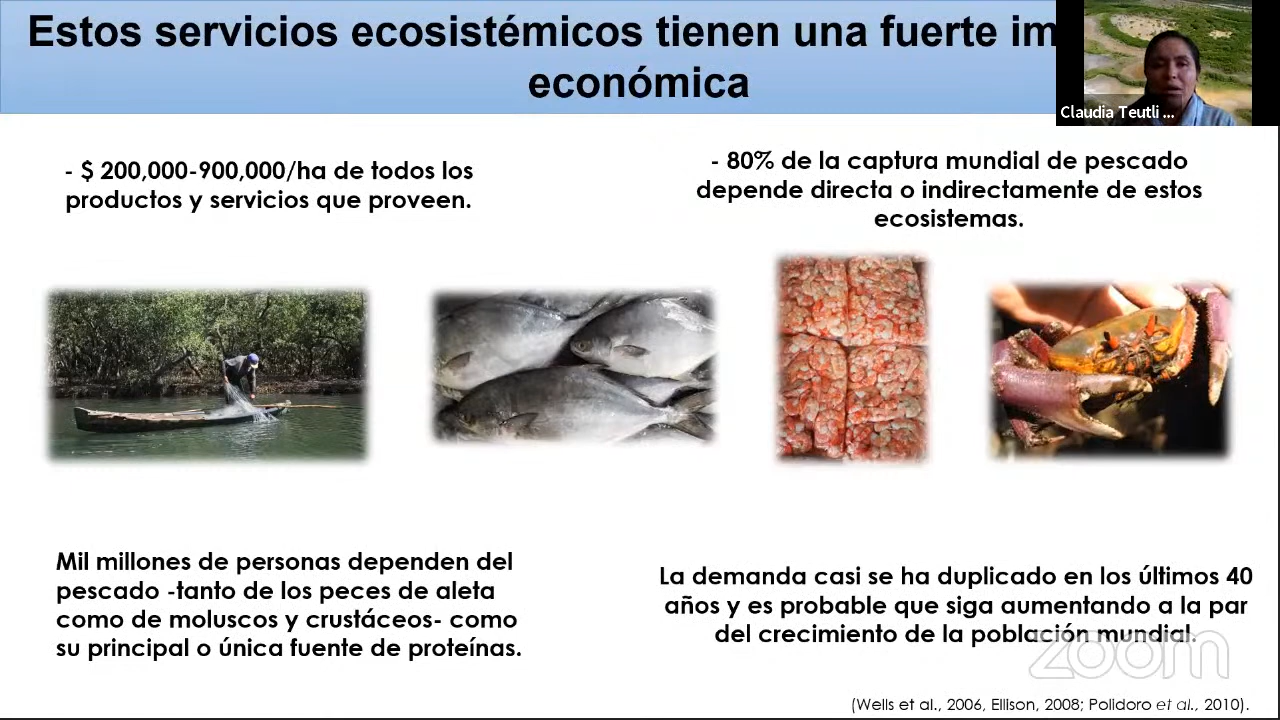 Estos servicios ecosistémicos tienen una fuerte im
económica
Claudia Teutli ...
- $ 200,000-900,000/ha de todos los
productos y servicios que proveen.
- 80% de la captura mundial de pescado
depende directa o indirectamente de estos
ecosistemas.
Mil millones de personas dependen del
pescado -tanto de los peces de aleta
como de moluscos y crustáceos- como
su principal o única fuente de proteínas.
La demanda casi se ha duplicado en los últimos 40
años y es probable que siga aumentando a la par
del crecimiento de la población mundial.
zoom
(Wells et al., 2006, Ellison, 2008; Polidoro et al., 2010).